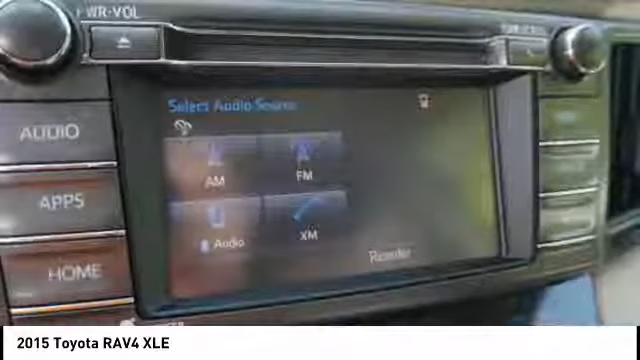 PWR-VOL
AUDIO
APPS
HOME
Select Audio Source
AM
FM
Audio
XM
Reorder
2015 Toyota RAV4 XLE